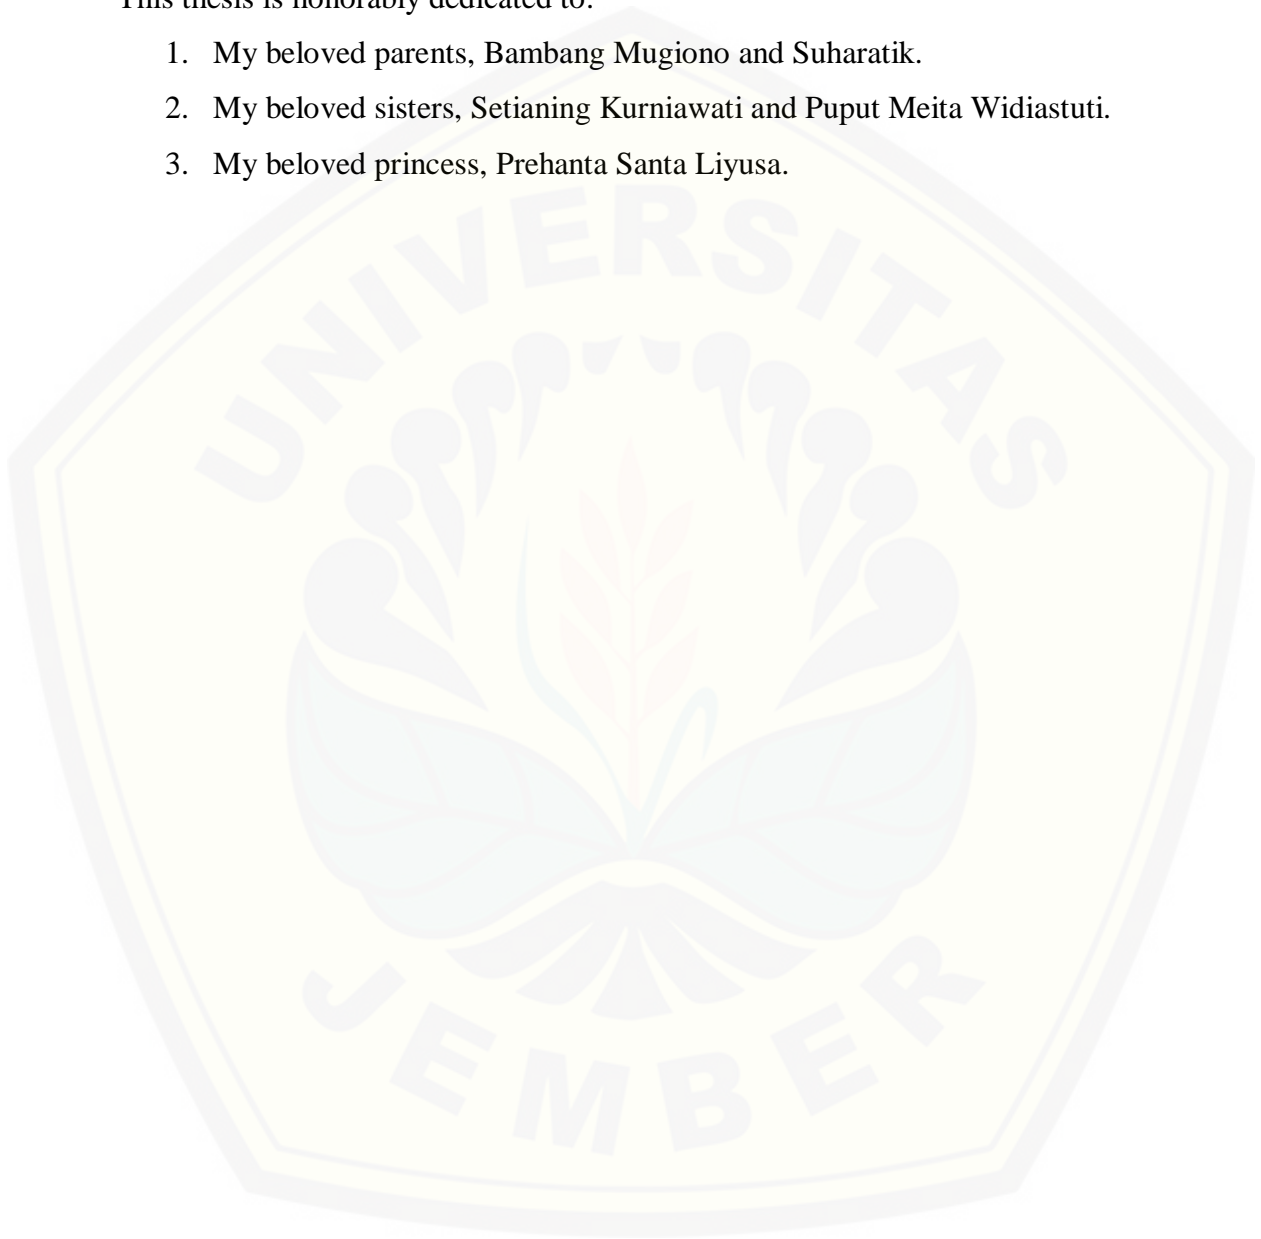 This thesis is honorably dedicated to:
1. My beloved parents, Bambang Mugiono and Suharatik.
2. My beloved sisters, Setianing Kurniawati and Puput Meita Widiastuti.
3. My beloved princess, Prehanta Santa Liyusa.
UNIVERSITAS
JEMBER